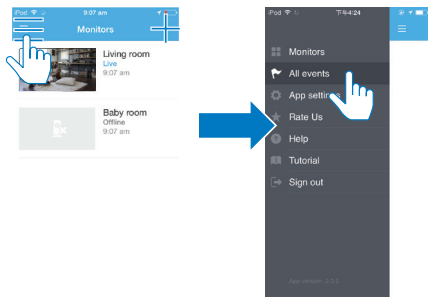 iPod 9:07 am
Monitors
Living room
Live
9:07 am
Baby room
Offline
9:07 am
iPod 下午4:24
Monitors
All events
App settings
Rate Us
Help
Tutorial
Sign out